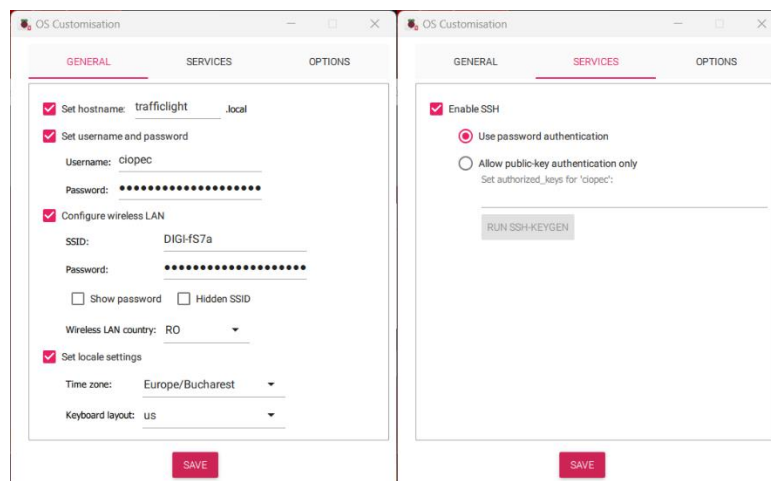 OS Customisation
GENERAL SERVICES OPTIONS
Set hostname: trafficlight .local
Set username and password
Username: ciopec
Password: ••••••••••••••••••••
Configure wireless LAN
SSID: DIGI-fS7a
Password: ••••••••••••••••••••
Show password Hidden SSID
Wireless LAN country: RO
Set locale settings
Time zone: Europe/Bucharest
Keyboard layout: us
SAVE
OS Customisation
GENERAL SERVICES OPTIONS
Enable SSH
Use password authentication
Allow public-key authentication only
Set authorized_keys for 'ciopec':
RUN SSH-KEYGEN
SAVE